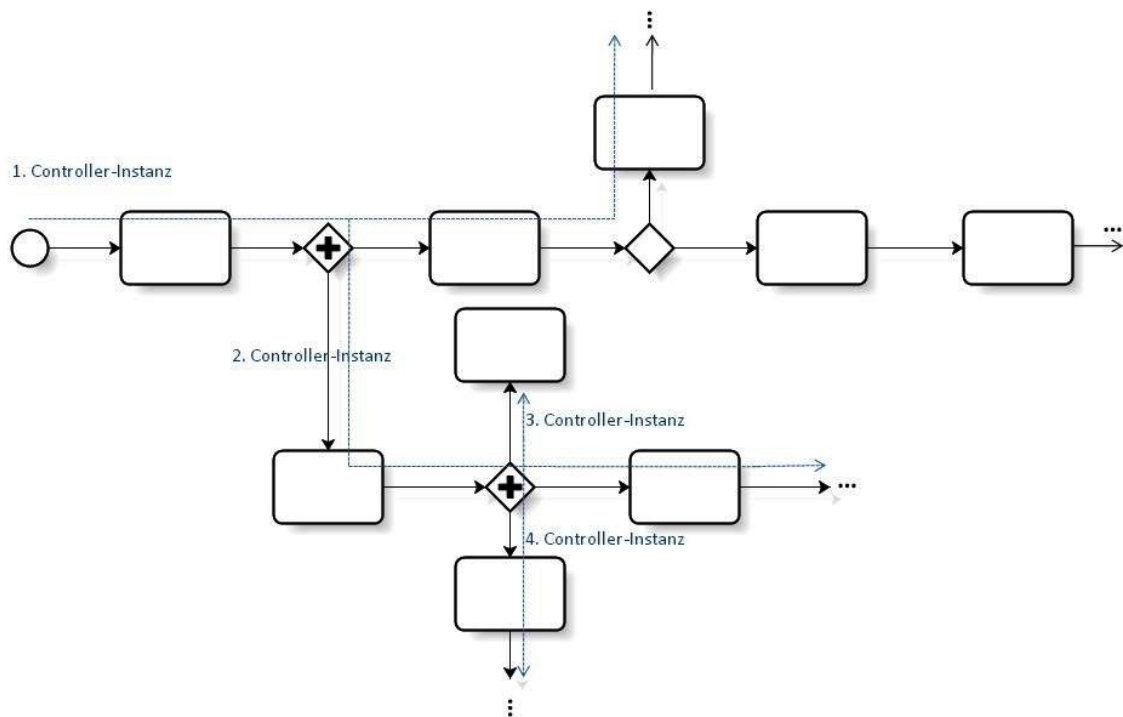 ...
1. Controller-Instanz
...
2. Controller-Instanz
3. Controller-Instanz
...
4. Controller-Instanz
...